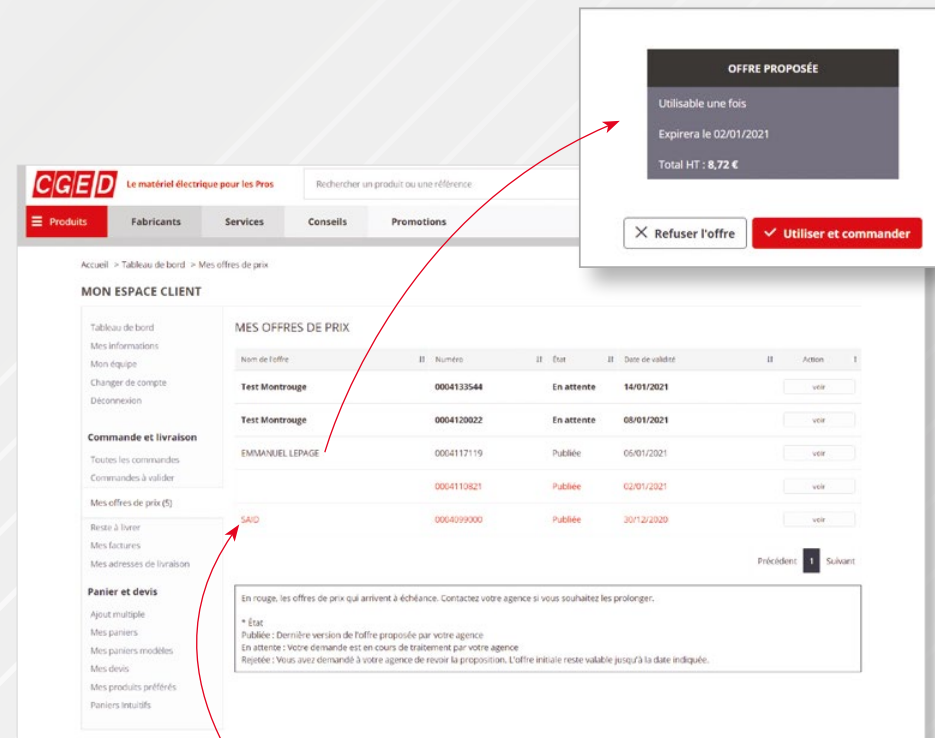 OFFRE PROPOSÉE
Utilisable une fois
Expirera le 02/01/2021
Total HT : 8,72 €
Refuser l'offre
Utiliser et commander
CGED Le matériel électrique pour les Pros
Rechercher un produit ou une référence
Produits Fabricants Services Conseils Promotions
Accueil > Tableau de bord > Mes offres de prix
MON ESPACE CLIENT
Tableau de bord
Mes informations
Mon équipe
Changer de compte
Déconnexion
Commande et livraison
Toutes les commandes
Commandes à valider
Mes offres de prix (5)
Reste à livrer
Mes factures
Mes adresses de livraison
Panier et devis
Ajout multiple
Mes paniers
Mes paniers modèles
Mes devis
Mes produits préférés
Paniers Intuitifs
MES OFFRES DE PRIX
Nom de l'offre Numéro État Date de validité Action
Test Montrouge 0004133544 En attente 14/01/2021 voir
Test Montrouge 0004120022 En attente 08/01/2021 voir
EMMANUEL LEPAGE 0004117119 Publiée 06/01/2021 voir
0004110821 Publiée 02/01/2021 voir
SAID 0004099000 Publiée 30/12/2020 voir
Précédent 1 Suivant
En rouge, les offres de prix qui arrivent à échéance. Contactez votre agence si vous souhaitez les prolonger.
* État
Publiée : Dernière version de l'offre proposée par votre agence
En attente : Votre demande est en cours de traitement par votre agence
Rejetée : Vous avez demandé à votre agence de revoir la proposition. L'offre initiale reste valable jusqu'à la date indiquée.